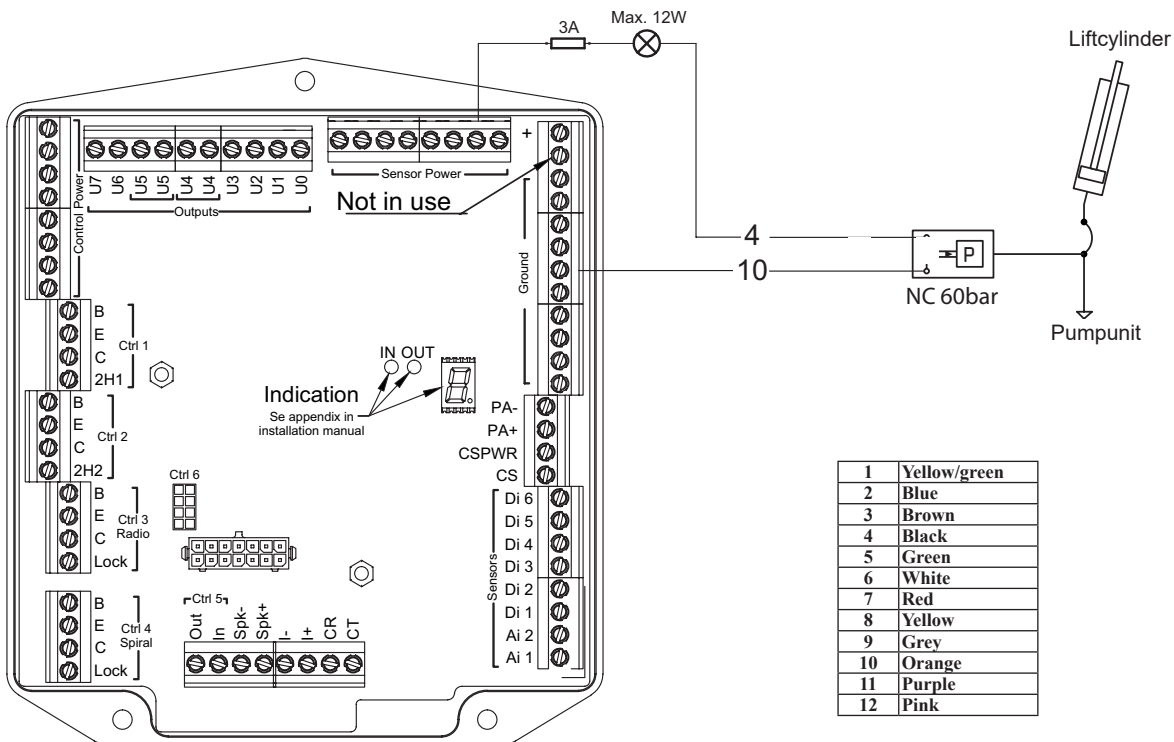 3A
Max. 12W
Liftcylinder
+
Sensor Power
Not in use
U7
U6
U5
U5
U4
U4
U3
U2
U1
U0
Outputs
Control Power
Ground
4
10
P
NC 60bar
Pumpunit
B
E
C
2H1
Ctrl 1
B
E
C
2H2
Ctrl 2
B
E
C
Lock
Ctrl 3
Radio
B
E
C
Lock
Ctrl 4
Spiral
Ctrl 6
IN OUT
Indication
Se appendix in
installation manual
PA-
PA+
CSPWR
CS
Di 6
Di 5
Di 4
Di 3
Di 2
Di 1
Ai 2
Ai 1
Sensors
Ctrl 5
Out
In
Spk-
Spk+
I-
I+
CR
CT
1 Yellow/green
2 Blue
3 Brown
4 Black
5 Green
6 White
7 Red
8 Yellow
9 Grey
10 Orange
11 Purple
12 Pink